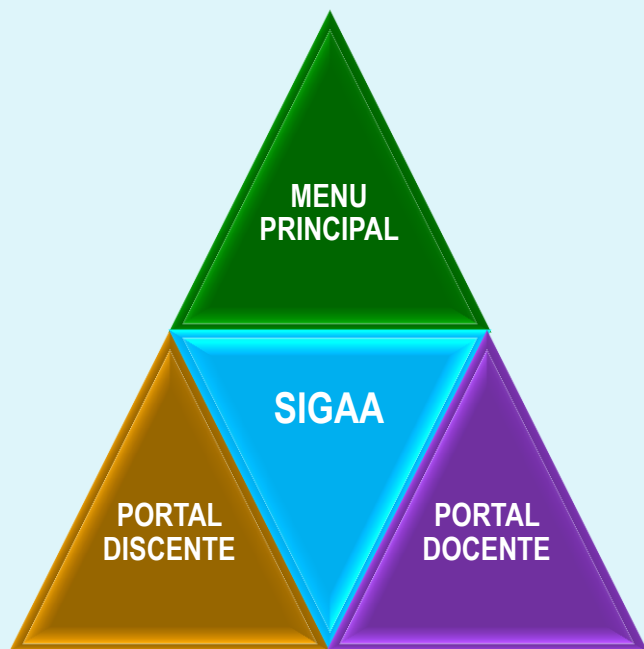 MENU
PRINCIPAL
SIGAA
PORTAL
DISCENTE
PORTAL
DOCENTE